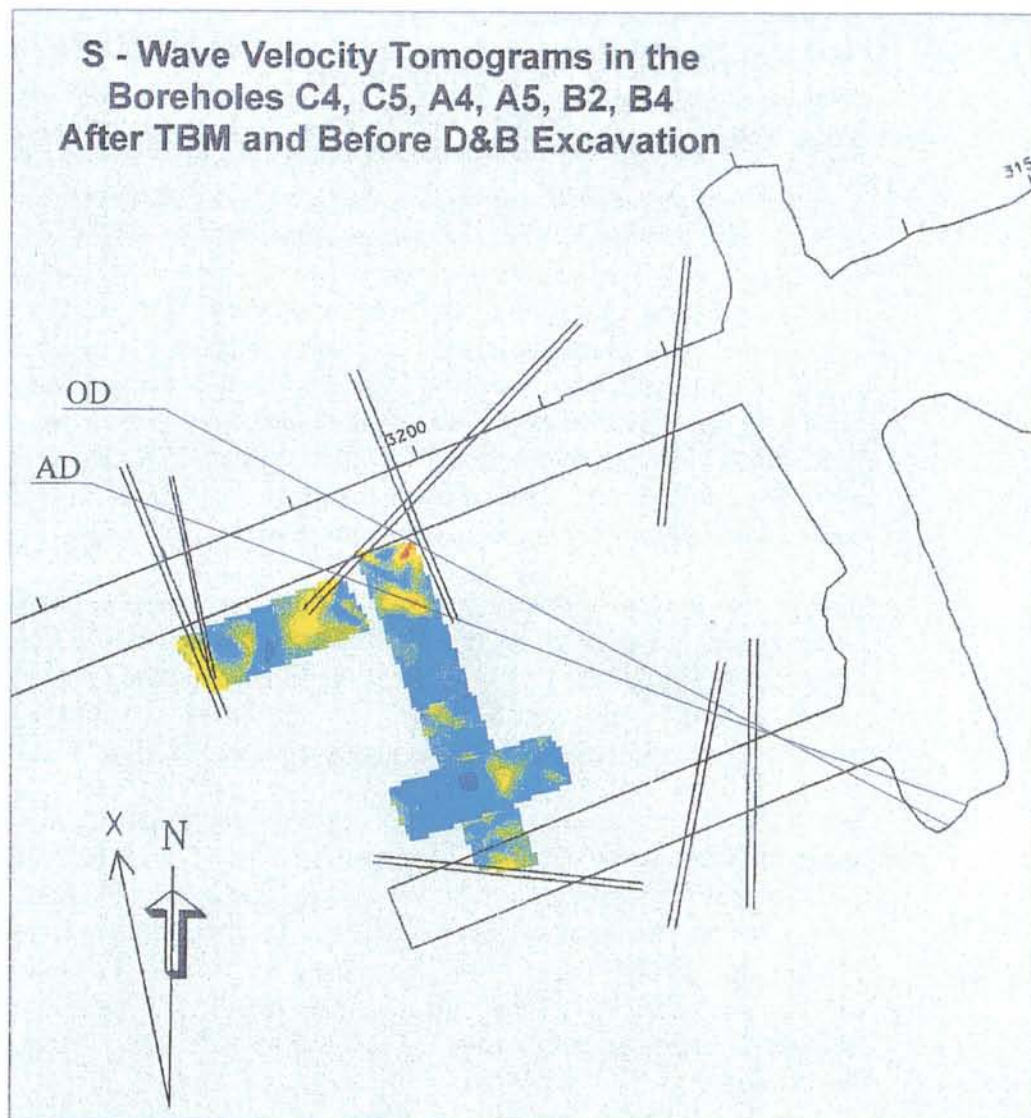 S - Wave Velocity Tomograms in the
Boreholes C4, C5, A4, A5, B2, B4
After TBM and Before D&B Excavation
315
OD
3200
AD
X
N